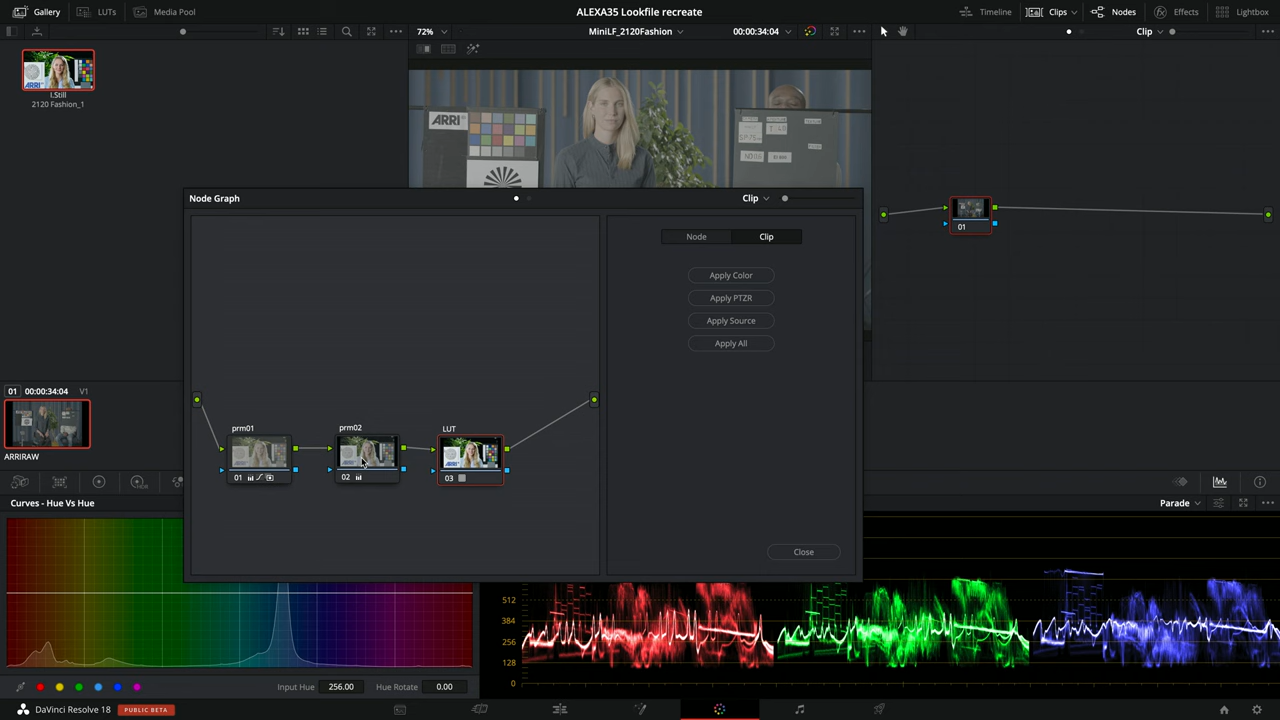 Gallery
LUTs
Media Pool
ALEXA35 Lookfile recreate
Timeline
Clips
Nodes
Effects
Lightbox
72%
MiniLF_2120Fashion
00:00:34:04
Clip
1.Still
2120 Fashion_1
ARRI
Node Graph
Clip
Node
Clip
Apply Color
Apply PTZR
Apply Source
Apply All
Close
prm01
prm02
LUT
01
02
03
01
01
00:00:34:04
V1
ARRIRAW
Curves - Hue Vs Hue
Parade
512
384
256
128
0
Input Hue
256.00
Hue Rotate
0.00
DaVinci Resolve 18
PUBLIC BETA